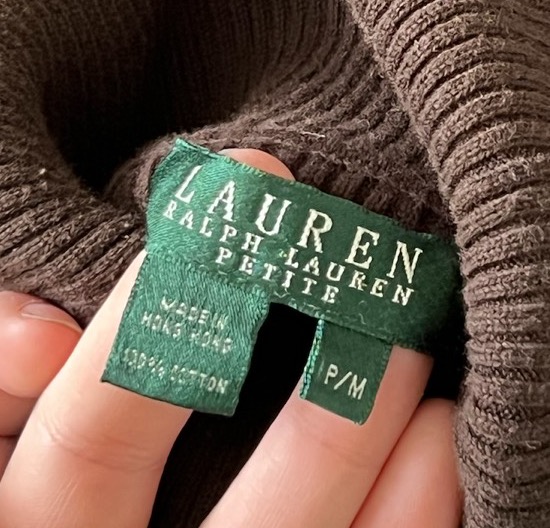 LAUREN
RALPH LAUREN
PETITE
MADE IN
HONG KONG
100% COTTON
P/M